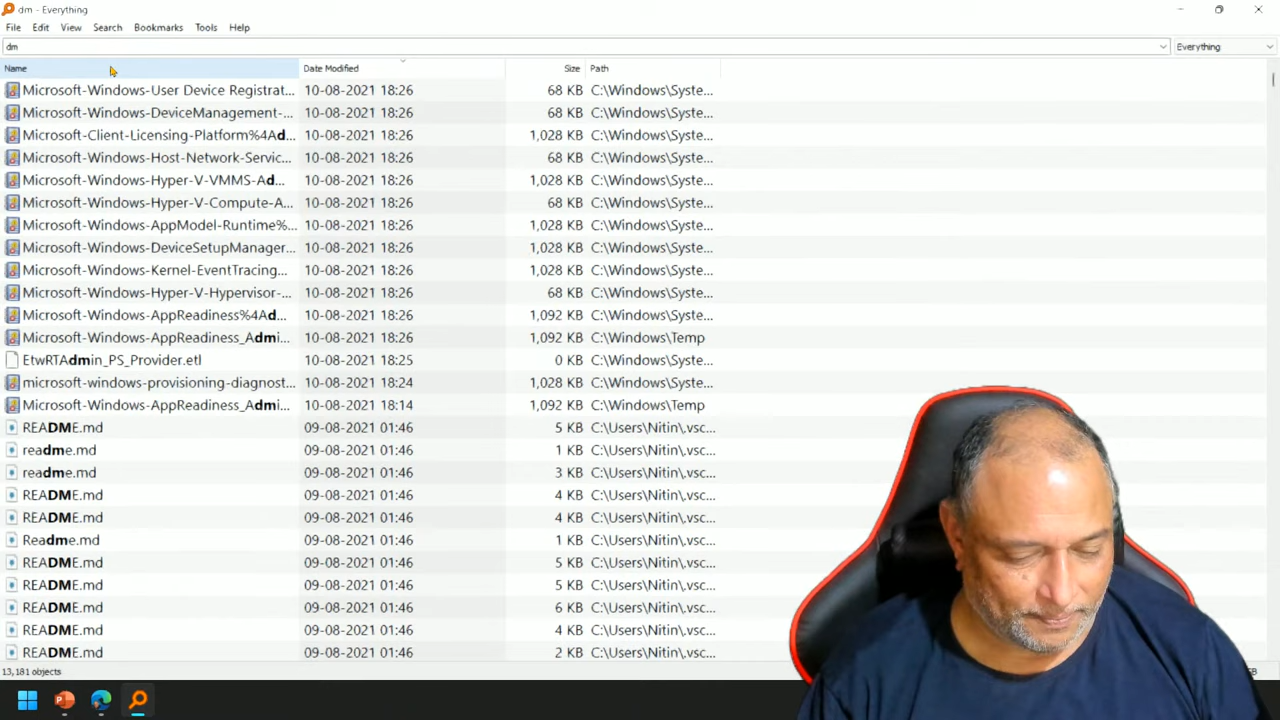 dm - Everything
File Edit View Search Bookmarks Tools Help
dm Everything
Name Date Modified Size Path
Microsoft-Windows-User Device Registrat... 10-08-2021 18:26 68 KB C:\Windows\Syste...
Microsoft-Windows-DeviceManagement-... 10-08-2021 18:26 68 KB C:\Windows\Syste...
Microsoft-Client-Licensing-Platform%4Ad... 10-08-2021 18:26 1,028 KB C:\Windows\Syste...
Microsoft-Windows-Host-Network-Servic... 10-08-2021 18:26 68 KB C:\Windows\Syste...
Microsoft-Windows-Hyper-V-VMMS-Ad... 10-08-2021 18:26 1,028 KB C:\Windows\Syste...
Microsoft-Windows-Hyper-V-Compute-A... 10-08-2021 18:26 68 KB C:\Windows\Syste...
Microsoft-Windows-AppModel-Runtime%... 10-08-2021 18:26 1,028 KB C:\Windows\Syste...
Microsoft-Windows-DeviceSetupManager... 10-08-2021 18:26 1,028 KB C:\Windows\Syste...
Microsoft-Windows-Kernel-EventTracing... 10-08-2021 18:26 1,028 KB C:\Windows\Syste...
Microsoft-Windows-Hyper-V-Hypervisor-... 10-08-2021 18:26 68 KB C:\Windows\Syste...
Microsoft-Windows-AppReadiness%4Ad... 10-08-2021 18:26 1,092 KB C:\Windows\Syste...
Microsoft-Windows-AppReadiness_Admi... 10-08-2021 18:26 1,092 KB C:\Windows\Temp
EtwRTAdmin_PS_Provider.etl 10-08-2021 18:25 0 KB C:\Windows\Syste...
microsoft-windows-provisioning-diagnost... 10-08-2021 18:24 1,028 KB C:\Windows\Syste...
Microsoft-Windows-AppReadiness_Admi... 10-08-2021 18:14 1,092 KB C:\Windows\Temp
README.md 09-08-2021 01:46 5 KB C:\Users\Nitin\.vsc...
readme.md 09-08-2021 01:46 1 KB C:\Users\Nitin\.vsc...
readme.md 09-08-2021 01:46 3 KB C:\Users\Nitin\.vsc...
README.md 09-08-2021 01:46 4 KB C:\Users\Nitin\.vsc...
README.md 09-08-2021 01:46 4 KB C:\Users\Nitin\.vsc...
Readme.md 09-08-2021 01:46 1 KB C:\Users\Nitin\.vsc...
README.md 09-08-2021 01:46 5 KB C:\Users\Nitin\.vsc...
README.md 09-08-2021 01:46 5 KB C:\Users\Nitin\.vsc...
README.md 09-08-2021 01:46 6 KB C:\Users\Nitin\.vsc...
README.md 09-08-2021 01:46 4 KB C:\Users\Nitin\.vsc...
README.md 09-08-2021 01:46 2 KB C:\Users\Nitin\.vsc...
13,181 objects